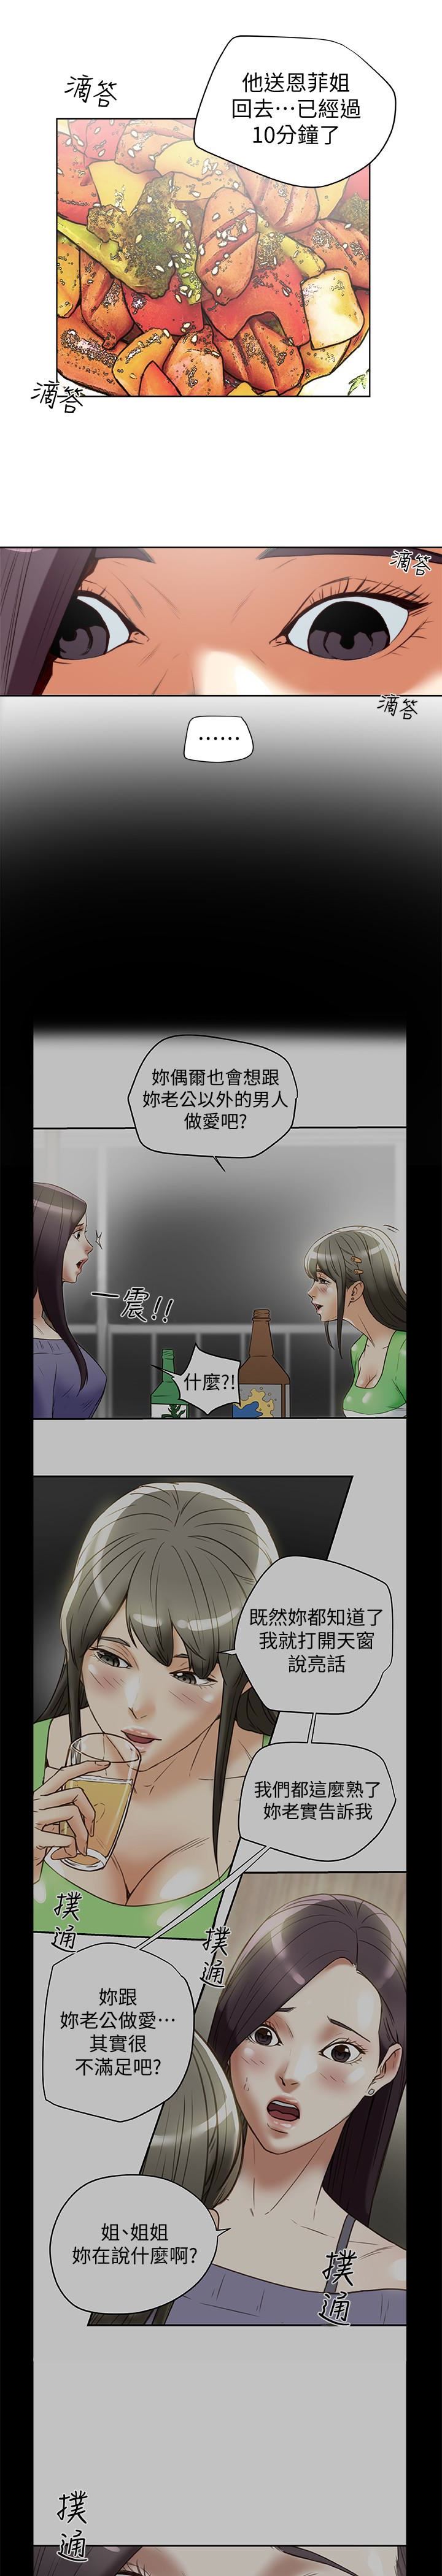 滴答
他送恩菲姐
回去⋯已經過
10分鐘了
滴答
滴答
滴答
⋯⋯
妳偶爾也會想跟
妳老公以外的男人
做愛吧?
一震!!
什麼?!
既然妳都知道了
我就打開天窗
說亮話
我們都這麼熟了
妳老實告訴我
撲通
撲通
妳跟
妳老公做愛⋯
其實很
不滿足吧?
姐、姐姐
妳在說什麼啊?
撲通
撲通